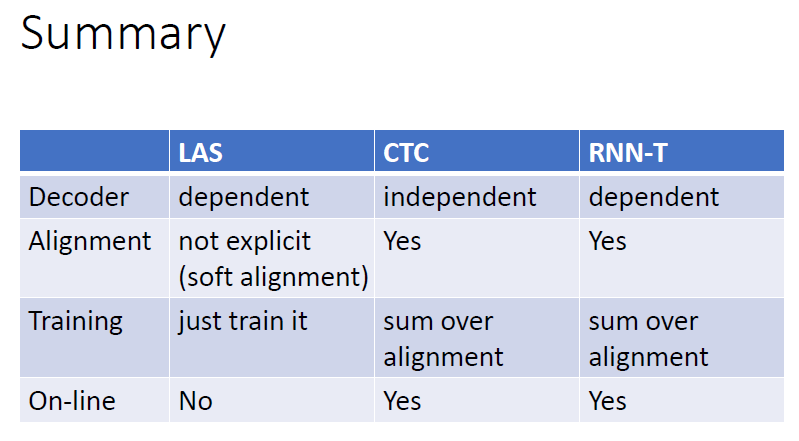 Summary
LAS CTC RNN-T
Decoder dependent independent dependent
Alignment not explicit Yes Yes
(soft alignment)
Training just train it sum over sum over
alignment alignment
On-line No Yes Yes